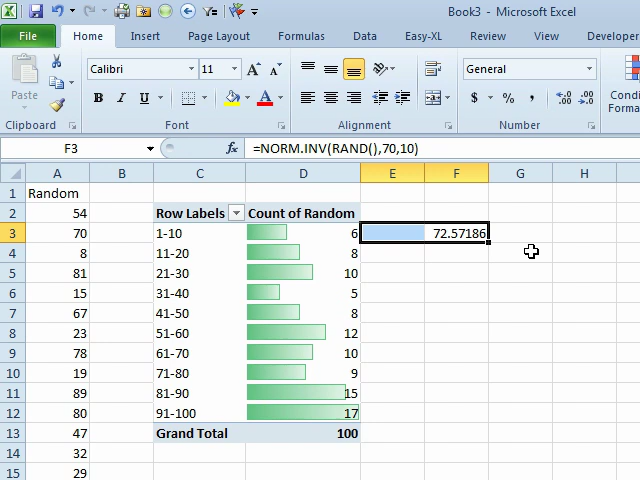 Book3 - Microsoft Excel
File Home Insert Page Layout Formulas Data Easy-XL Review View Developer
Calibri 11 General
Paste B I U $ % , .00
Clipboard Font Alignment Number
F3 fx =NORM.INV(RAND(),70,10)
A B C D E F G H
1 Random
2 54 Row Labels Count of Random
3 70 1-10 6 72.57186
4 8 11-20 8
5 81 21-30 10
6 15 31-40 5
7 67 41-50 8
8 23 51-60 12
9 78 61-70 10
10 19 71-80 9
11 89 81-90 15
12 80 91-100 17
13 47 Grand Total 100
14 32
15 29